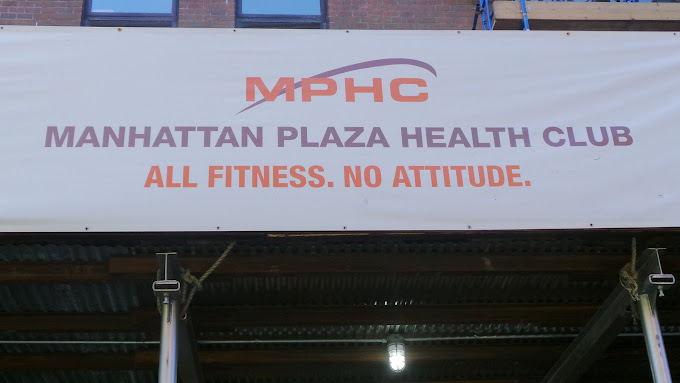 MPHC
MANHATTAN PLAZA HEALTH CLUB
ALL FITNESS. NO ATTITUDE.